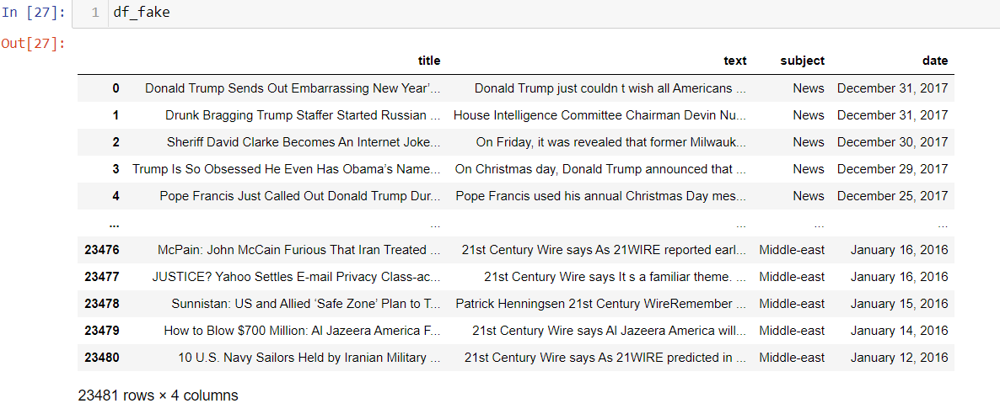 In [27]: 1 df_fake
Out[27]:
title text subject date
0 Donald Trump Sends Out Embarrassing New Year’... Donald Trump just couldn t wish all Americans ... News December 31, 2017
1 Drunk Bragging Trump Staffer Started Russian ... House Intelligence Committee Chairman Devin Nu... News December 31, 2017
2 Sheriff David Clarke Becomes An Internet Joke... On Friday, it was revealed that former Milwauk... News December 30, 2017
3 Trump Is So Obsessed He Even Has Obama’s Name... On Christmas day, Donald Trump announced that ... News December 29, 2017
4 Pope Francis Just Called Out Donald Trump Dur... Pope Francis used his annual Christmas Day mes... News December 25, 2017
... ... ... ... ...
23476 McPain: John McCain Furious That Iran Treated ... 21st Century Wire says As 21WIRE reported earl... Middle-east January 16, 2016
23477 JUSTICE? Yahoo Settles E-mail Privacy Class-ac... 21st Century Wire says It s a familiar theme. ... Middle-east January 16, 2016
23478 Sunnistan: US and Allied ‘Safe Zone’ Plan to T... Patrick Henningsen 21st Century WireRemember ... Middle-east January 15, 2016
23479 How to Blow $700 Million: Al Jazeera America F... 21st Century Wire says Al Jazeera America will... Middle-east January 14, 2016
23480 10 U.S. Navy Sailors Held by Iranian Military ... 21st Century Wire says As 21WIRE predicted in ... Middle-east January 12, 2016
23481 rows × 4 columns